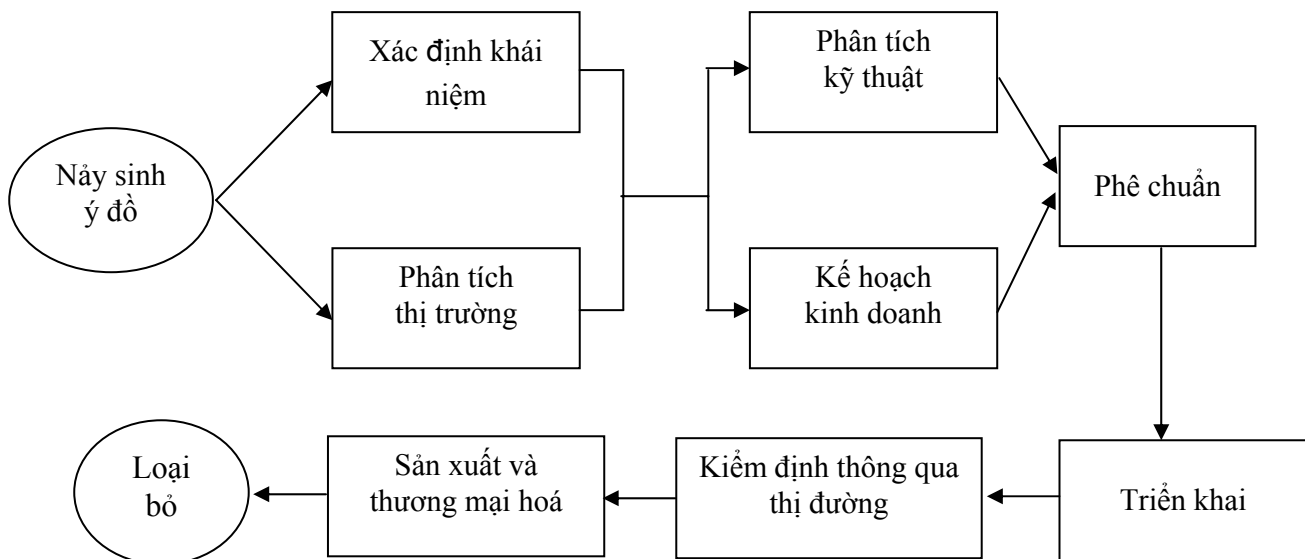 Xác định khái
niệm
Phân tích
kỹ thuật
Nảy sinh
ý đồ
Phê chuẩn
Phân tích
thị trường
Kế hoạch
kinh doanh
Loại
bỏ
Sản xuất và
thương mại hoá
Kiểm định thông qua
thị đường
Triển khai